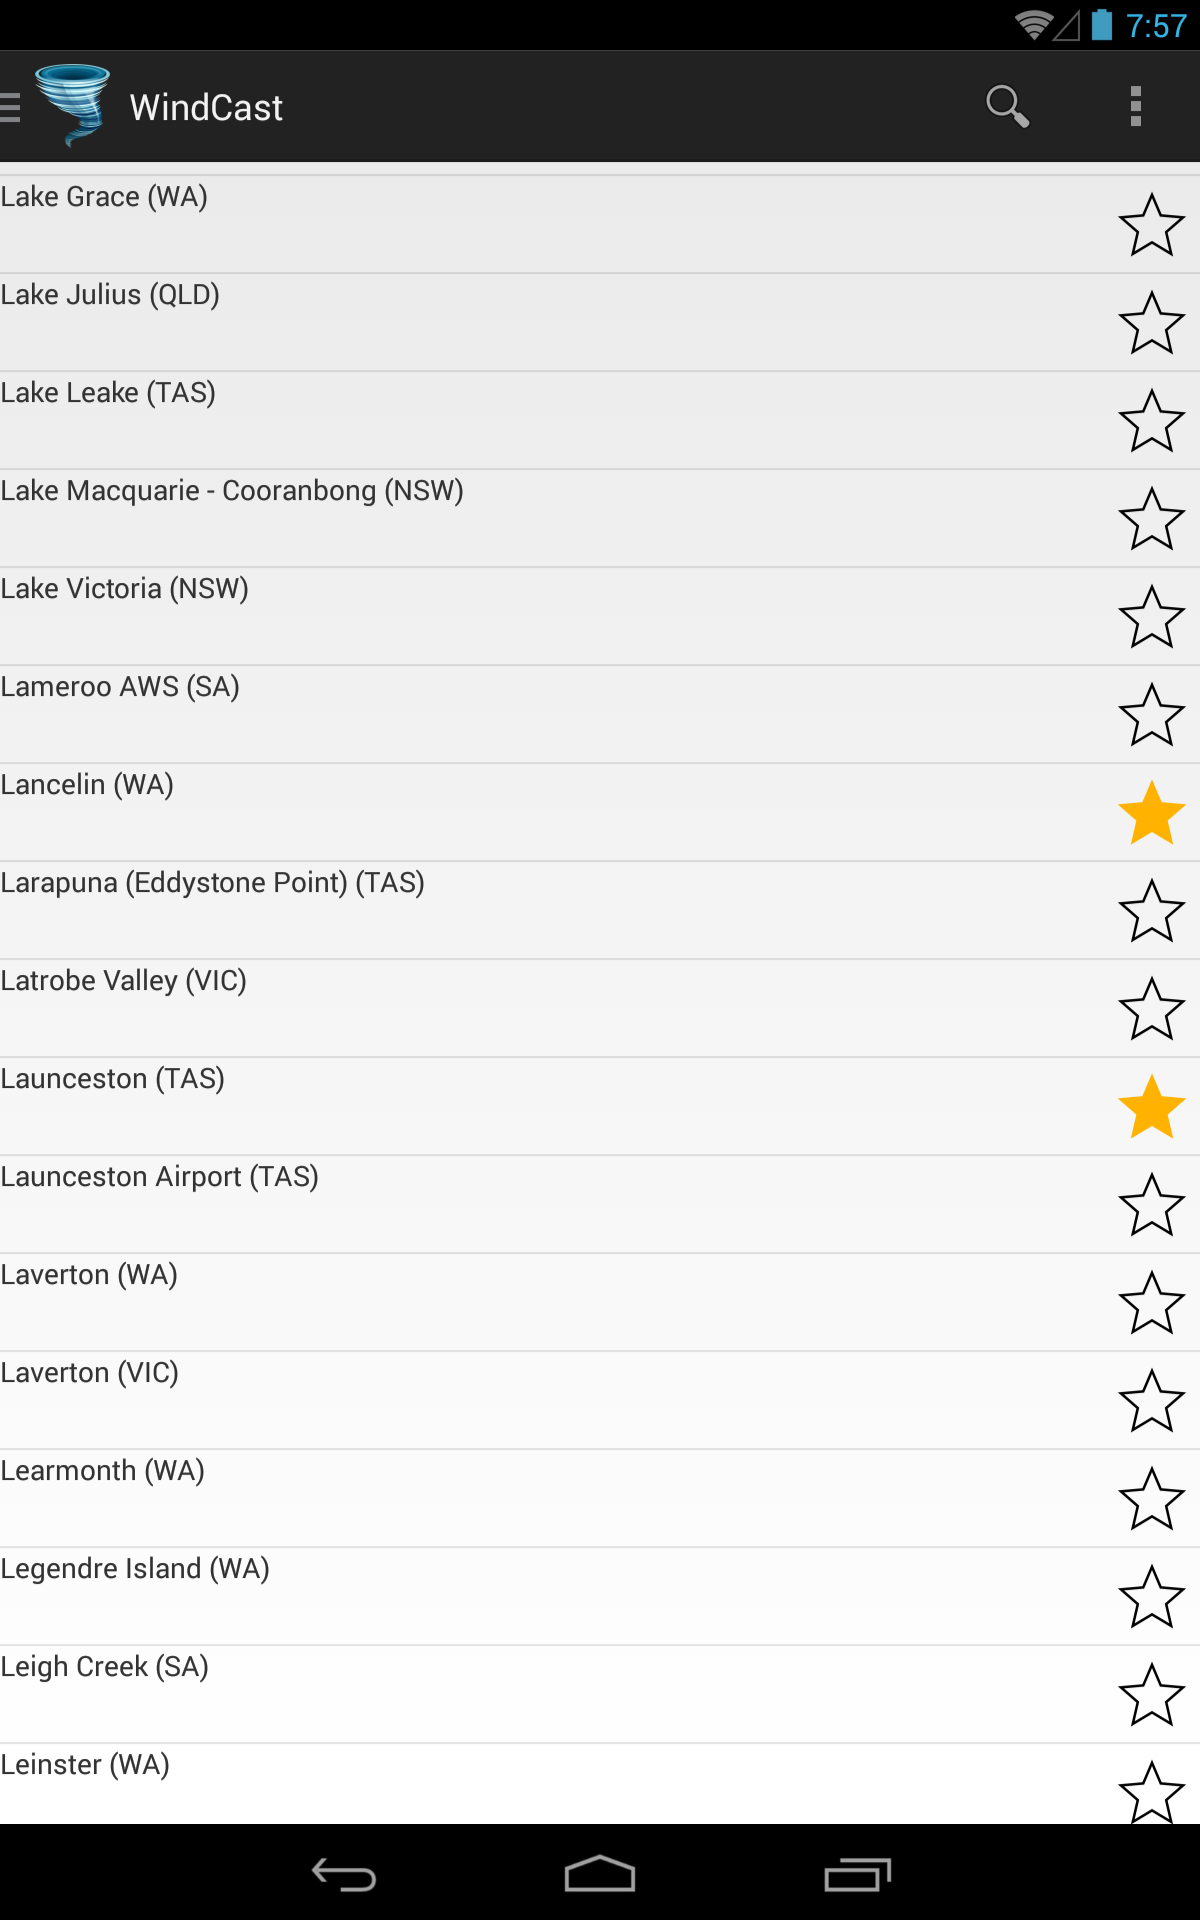 7:57
WindCast
Lake Grace (WA)
Lake Julius (QLD)
Lake Leake (TAS)
Lake Macquarie - Cooranbong (NSW)
Lake Victoria (NSW)
Lameroo AWS (SA)
Lancelin (WA)
Larapuna (Eddystone Point) (TAS)
Latrobe Valley (VIC)
Launceston (TAS)
Launceston Airport (TAS)
Laverton (WA)
Laverton (VIC)
Learmonth (WA)
Legendre Island (WA)
Leigh Creek (SA)
Leinster (WA)